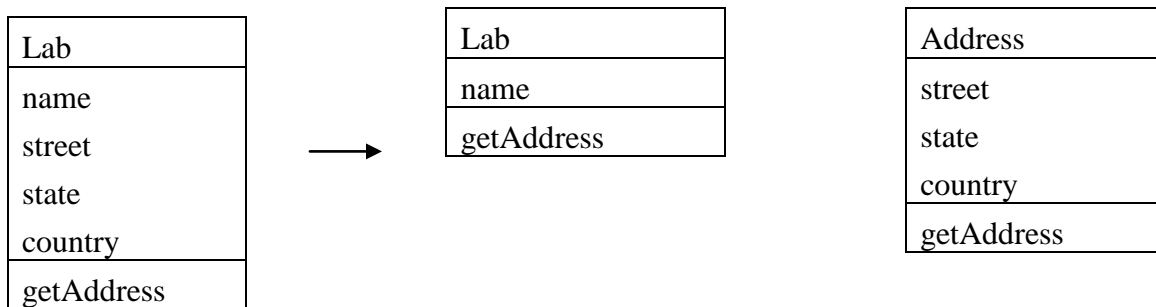 Lab
name
street
state
country
getAddress
Lab
name
getAddress
Address
street
state
country
getAddress